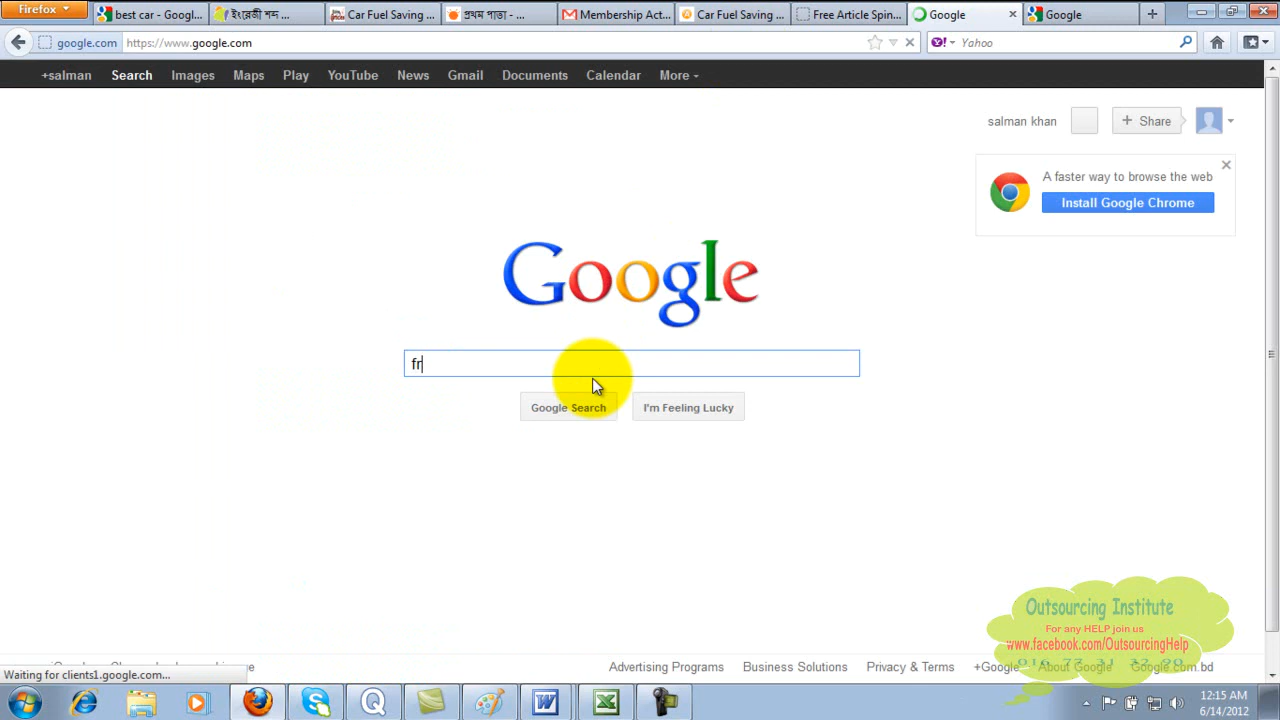 Firefox
best car - Googl...
ইংরেজী শব্দ ...
Car Fuel Saving ...
প্রথম পাতা - ...
Membership Act...
Car Fuel Saving ...
Free Article Spin...
Google
Google
google.com
https://www.google.com
Yahoo
+salman
Search
Images
Maps
Play
YouTube
News
Gmail
Documents
Calendar
More
salman khan
+ Share
A faster way to browse the web
Install Google Chrome
Google
fr
Google Search
I'm Feeling Lucky
Outsourcing Institute
For any HELP join us
www.facebook.com/OutsourcingHelp
Advertising Programs
Business Solutions
Privacy & Terms
+Google
About Google
Google.com.bd
Waiting for clients1.google.com...
12:15 AM
6/14/2012